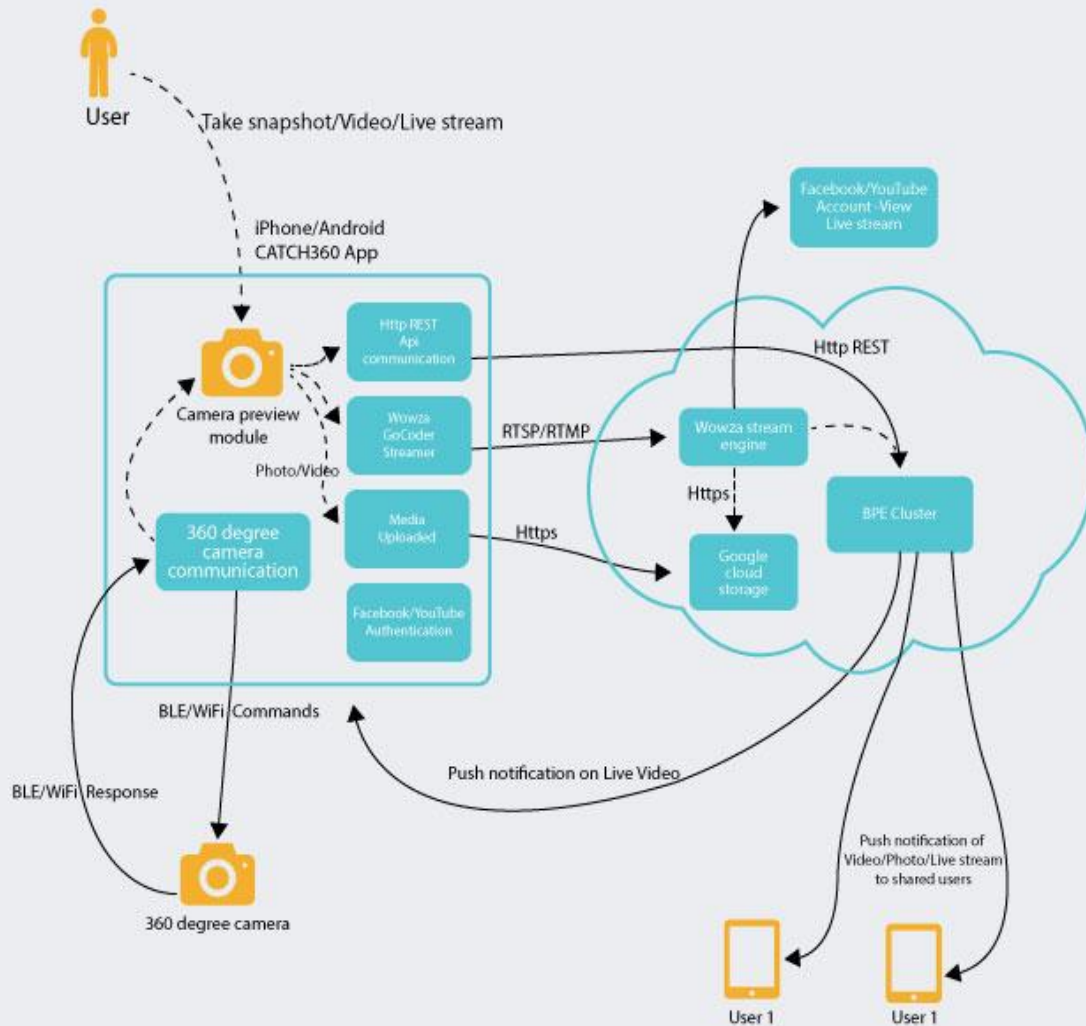 User
Take snapshot/Video/Live stream
iPhone/Android
CATCH360 App
Http REST
Api
communication
Camera preview
module
Wowza
GoCoder
Streamer
Photo/Video
360 degree
camera
communication
Media
Uploaded
Facebook/YouTube
Authentication
BLE/WiFi Commands
BLE/WiFi Response
360 degree camera
Facebook/YouTube
Account -View
Live stream
Http REST
RTSP/RTMP
Wowza stream
engine
Https
Https
BPE Cluster
Google
cloud
storage
Push notification on Live Video
Push notification of
Video/Photo/Live stream
to shared users
User 1
User 1